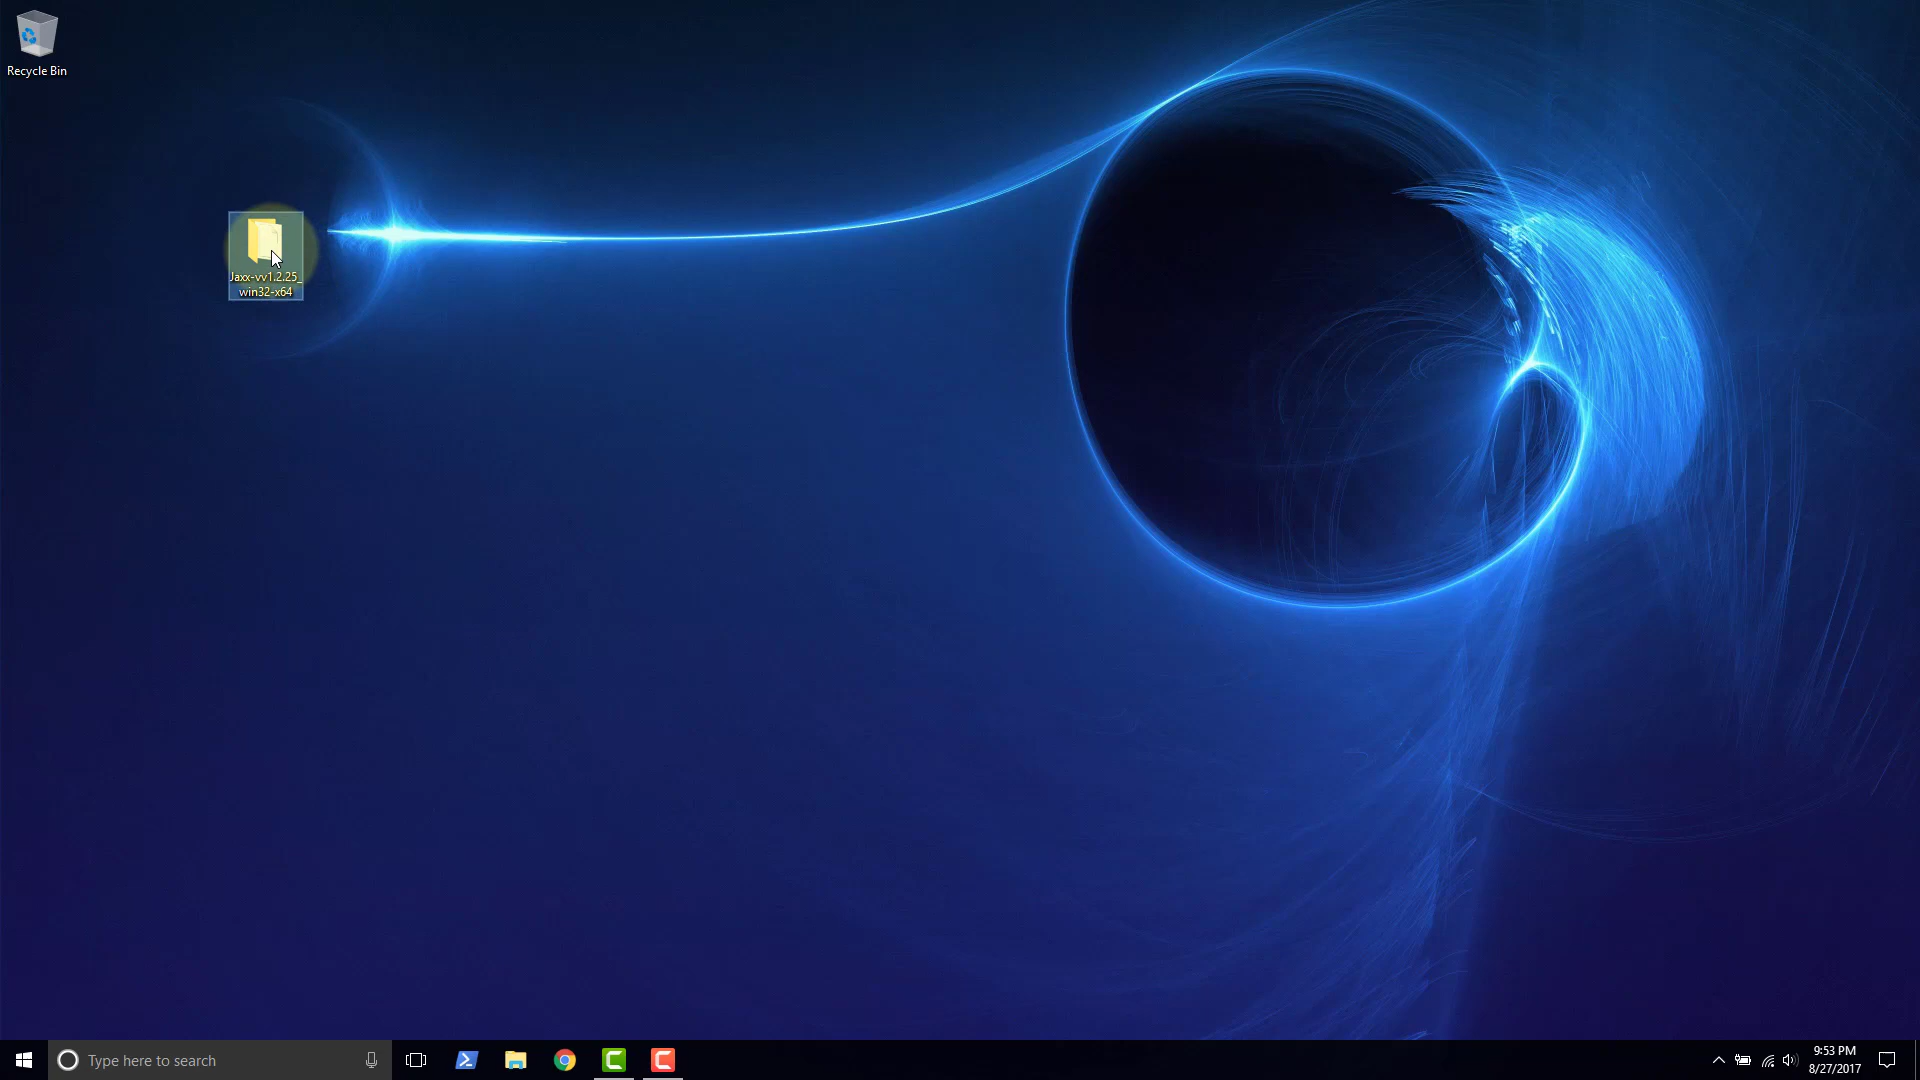 Recycle Bin
Jaxx-vv1.2.25_
win32-x64
Type here to search
9:53 PM
8/27/2017